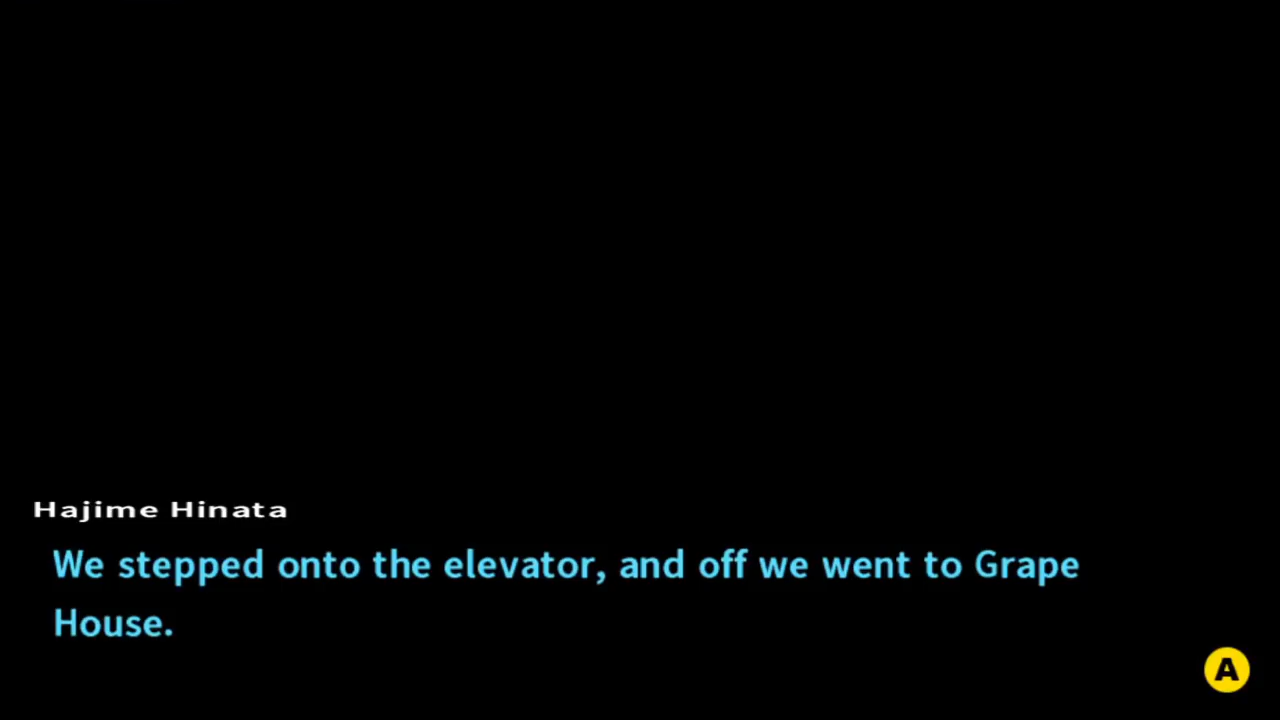 Hajime Hinata
We stepped onto the elevator, and off we went to Grape
House.
A